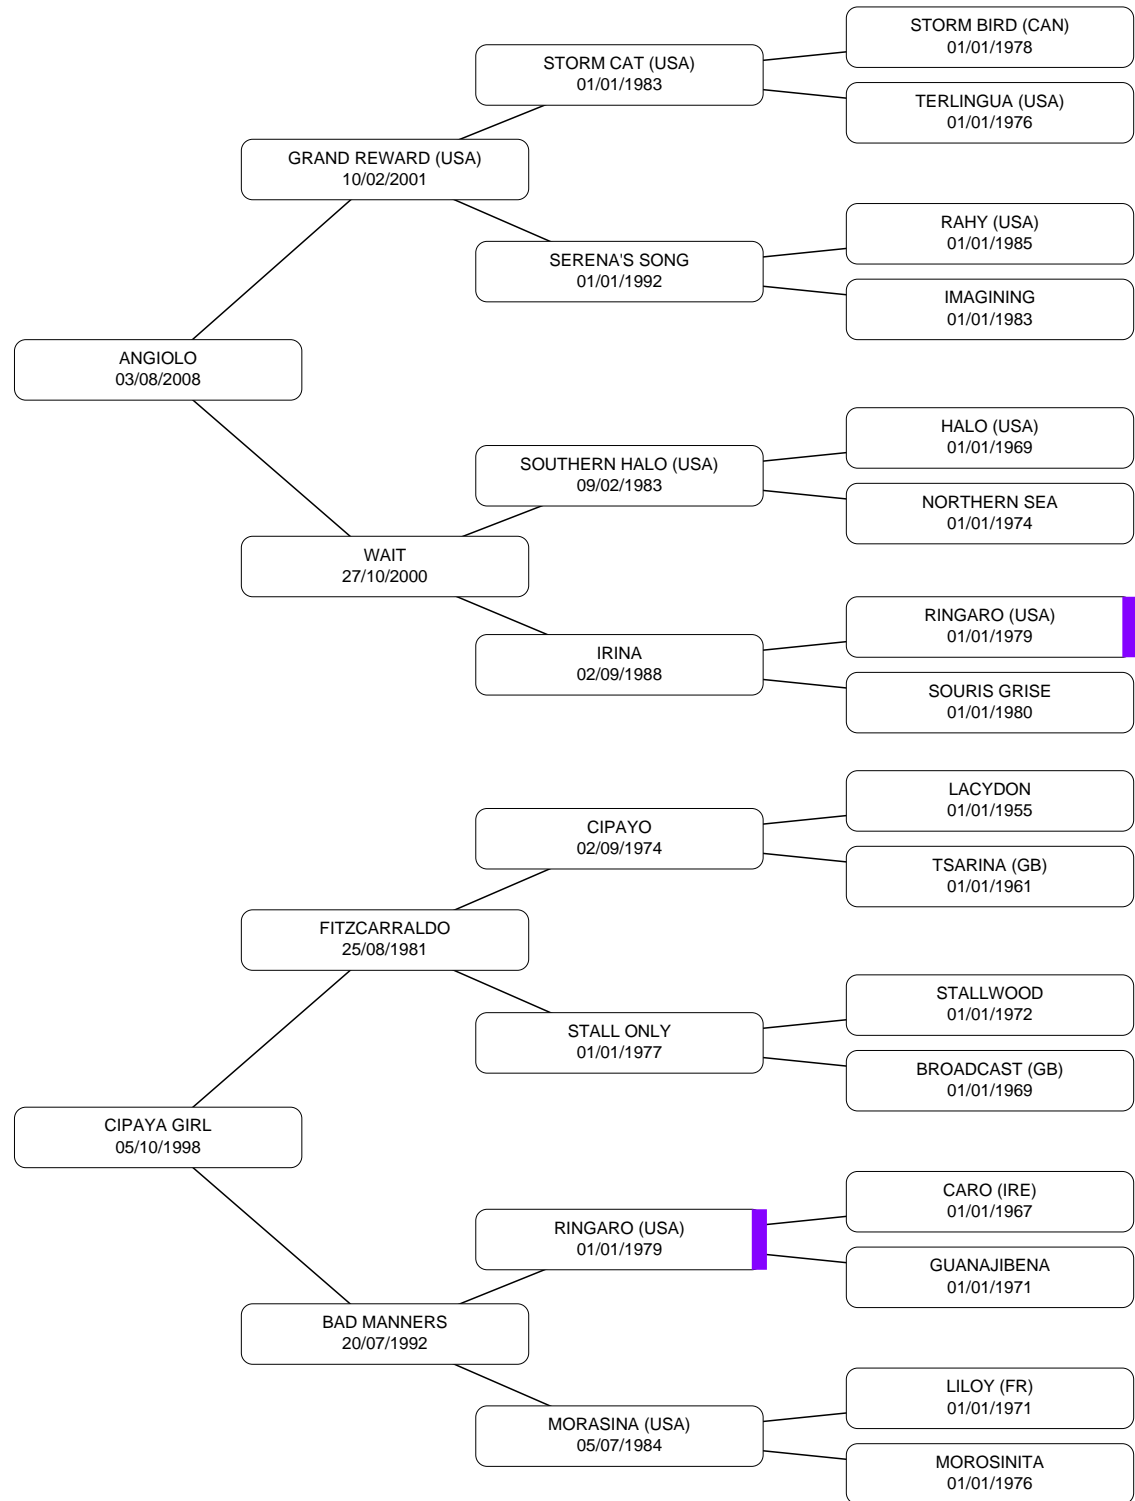 STORM BIRD (CAN)
01/01/1978
STORM CAT (USA)
01/01/1983
TERLINGUA (USA)
01/01/1976
GRAND REWARD (USA)
10/02/2001
RAHY (USA)
01/01/1985
SERENA'S SONG
01/01/1992
IMAGINING
01/01/1983
ANGIOLO
03/08/2008
HALO (USA)
01/01/1969
SOUTHERN HALO (USA)
09/02/1983
NORTHERN SEA
01/01/1974
WAIT
27/10/2000
RINGARO (USA)
01/01/1979
IRINA
02/09/1988
SOURIS GRISE
01/01/1980
LACYDON
01/01/1955
CIPAYO
02/09/1974
TSARINA (GB)
01/01/1961
FITZCARRALDO
25/08/1981
STALLWOOD
01/01/1972
STALL ONLY
01/01/1977
BROADCAST (GB)
01/01/1969
CIPAYA GIRL
05/10/1998
CARO (IRE)
01/01/1967
RINGARO (USA)
01/01/1979
GUANAJIBENA
01/01/1971
BAD MANNERS
20/07/1992
LILOY (FR)
01/01/1971
MORASINA (USA)
05/07/1984
MOROSINITA
01/01/1976